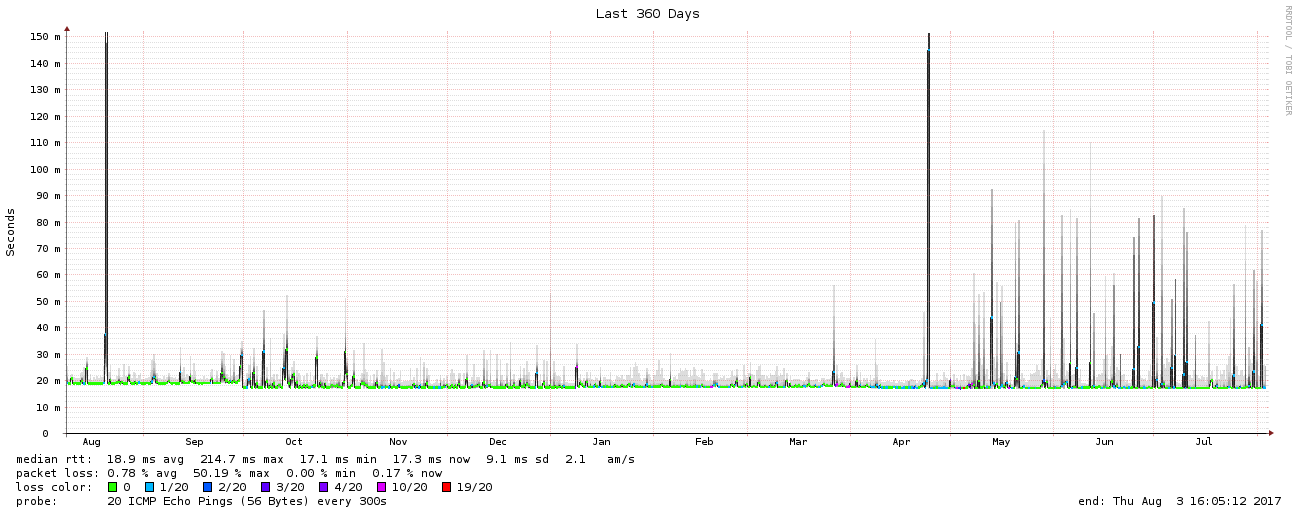 Last 360 Days
RRDTOOL / TOBI OETIKER
Seconds
150 m
140 m
130 m
120 m
110 m
100 m
90 m
80 m
70 m
60 m
50 m
40 m
30 m
20 m
10 m
0
Aug Sep Oct Nov Dec Jan Feb Mar Apr May Jun Jul
median rtt: 18.9 ms avg 214.7 ms max 17.1 ms min 17.3 ms now 9.1 ms sd 2.1 am/s
packet loss: 0.78 % avg 50.19 % max 0.00 % min 0.17 % now
loss color: 0 1/20 2/20 3/20 4/20 10/20 19/20
probe: 20 ICMP Echo Pings (56 Bytes) every 300s end: Thu Aug 3 16:05:12 2017